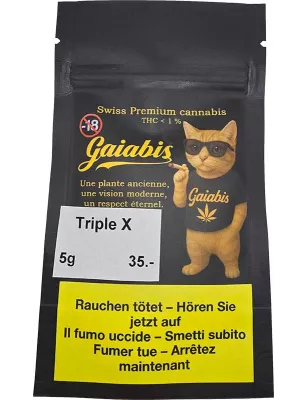 Swiss Premium cannabis
THC < 1 %
-18
Gaiabis
Une plante ancienne,
une vision moderne,
un respect éternel.
Gaiabis
Triple X
5g 35.-
Rauchen tötet – Hören Sie
jetzt auf
Il fumo uccide – Smetti subito
Fumer tue – Arrêtez
maintenant